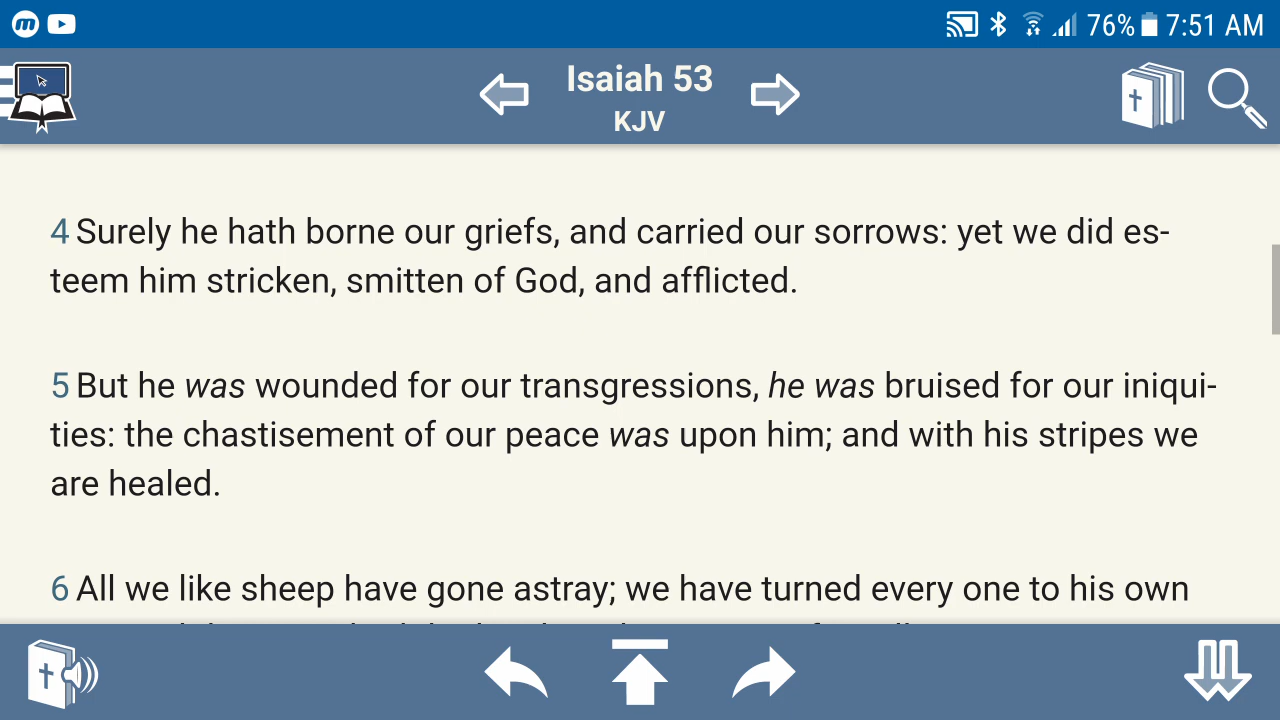 76% 7:51 AM
Isaiah 53
KJV
4 Surely he hath borne our griefs, and carried our sorrows: yet we did es-
teem him stricken, smitten of God, and afflicted.
5 But he was wounded for our transgressions, he was bruised for our iniqui-
ties: the chastisement of our peace was upon him; and with his stripes we
are healed.
6 All we like sheep have gone astray; we have turned every one to his own